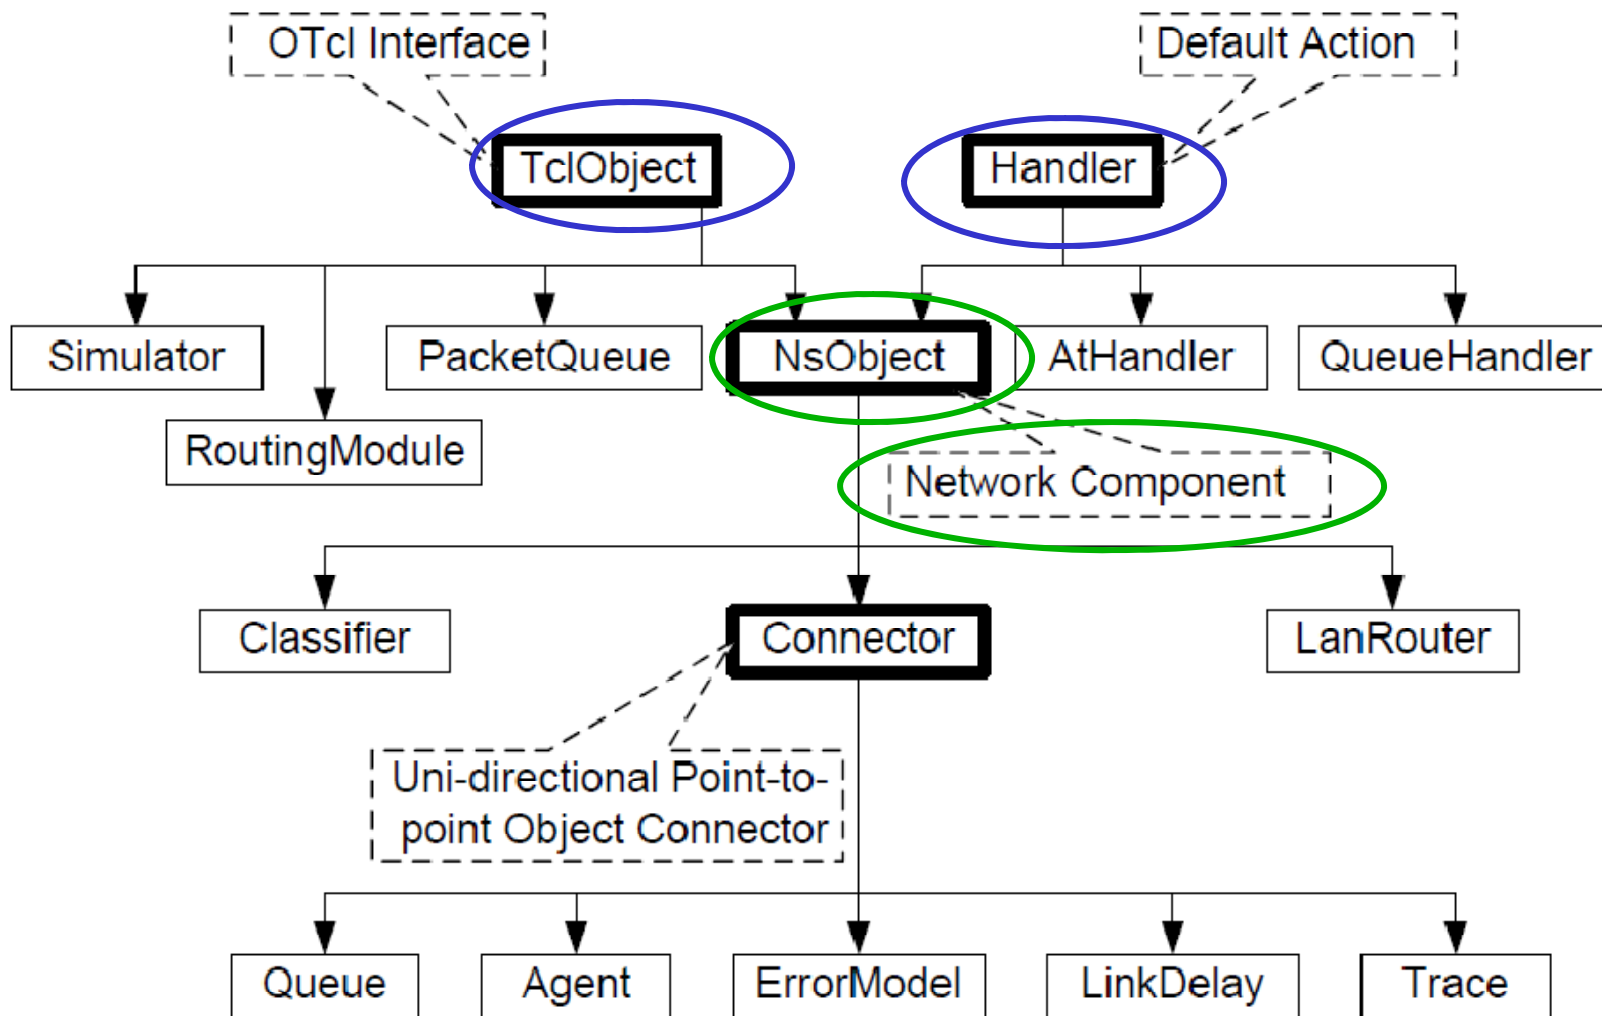 OTcl Interface
Default Action
TclObject
Handler
Simulator
PacketQueue
NsObject
AtHandler
QueueHandler
RoutingModule
Network Component
Classifier
Connector
LanRouter
Uni-directional Point-to-
point Object Connector
Queue
Agent
ErrorModel
LinkDelay
Trace